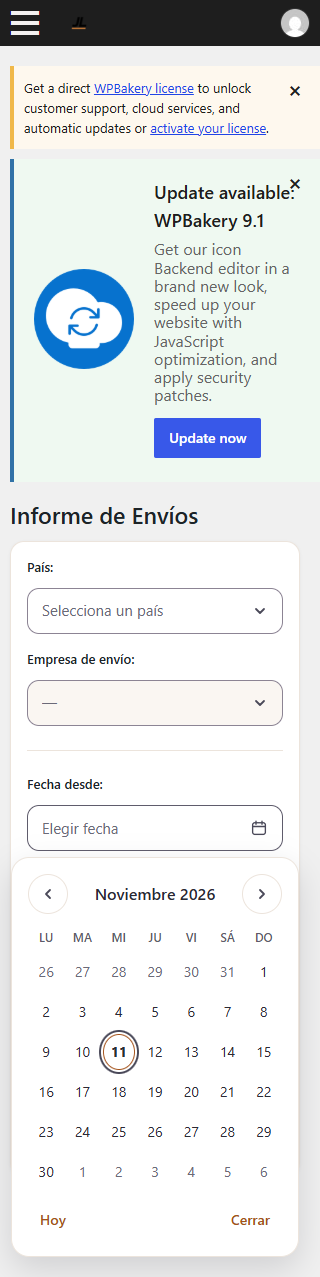 Get a direct WPBakery license to unlock
customer support, cloud services, and
automatic updates or activate your license.
Update available:
WPBakery 9.1
Get our icon
Backend editor in a
brand new look,
speed up your
website with
JavaScript
optimization, and
apply security
patches.
Update now
Informe de Envíos
País:
Selecciona un país
Empresa de envío:
—
Fecha desde:
Elegir fecha
Noviembre 2026
LU MA MI JU VI SÁ DO
26 27 28 29 30 31 1
2 3 4 5 6 7 8
9 10 11 12 13 14 15
16 17 18 19 20 21 22
23 24 25 26 27 28 29
30 1 2 3 4 5 6
Hoy Cerrar